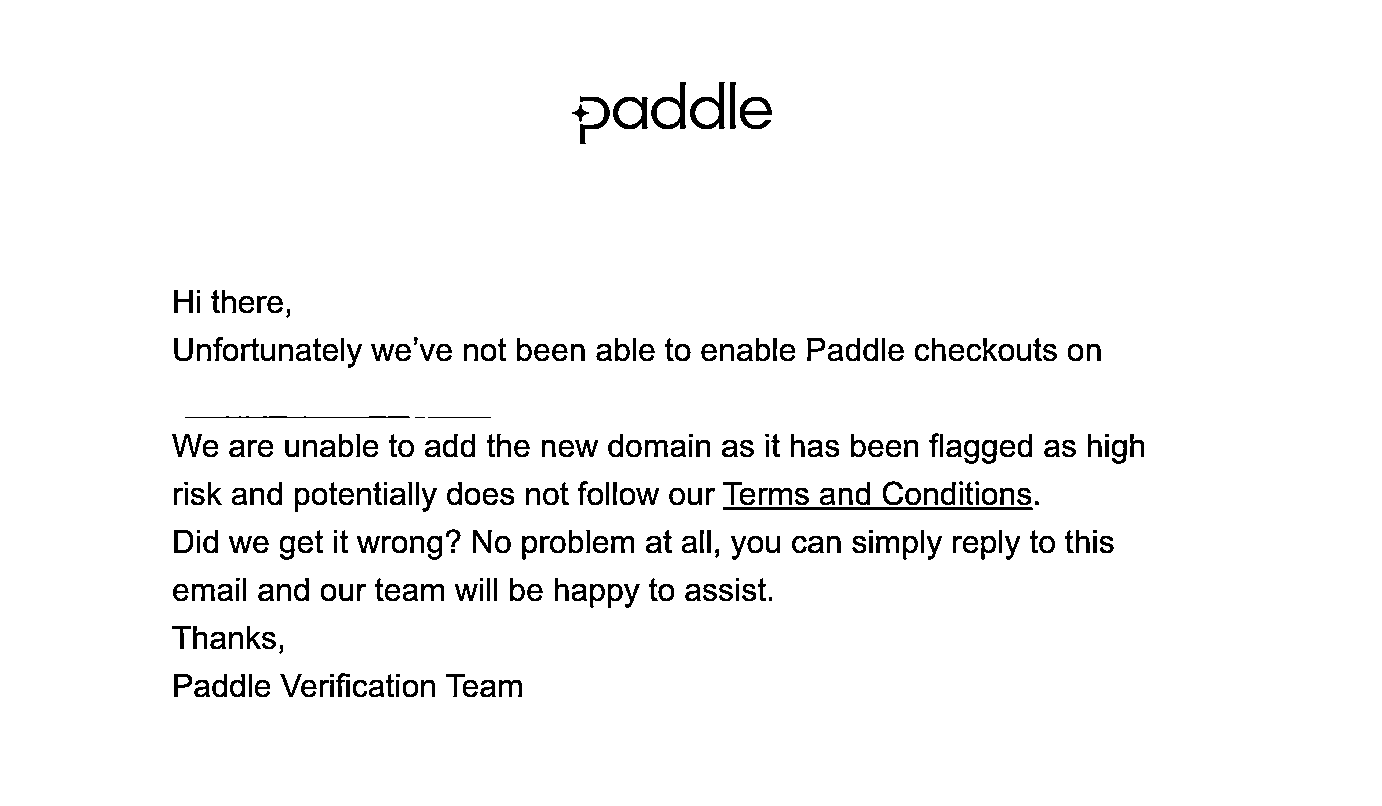 paddle
Hi there,
Unfortunately we’ve not been able to enable Paddle checkouts on
We are unable to add the new domain as it has been flagged as high
risk and potentially does not follow our Terms and Conditions.
Did we get it wrong? No problem at all, you can simply reply to this
email and our team will be happy to assist.
Thanks,
Paddle Verification Team